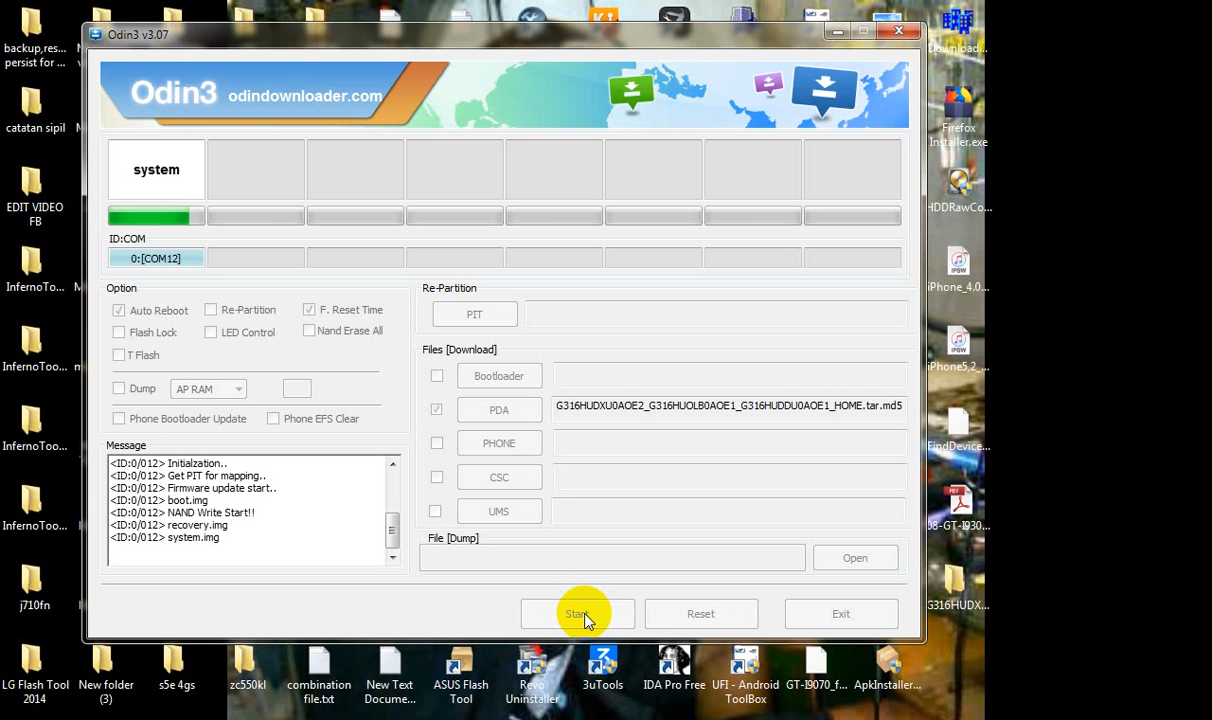 backup,res...
persist for ...
catatan sipil
EDIT VIDEO
FB
InfernoToo...
InfernoToo...
InfernoToo...
InfernoToo...
j710fn
LG Flash Tool
2014
Odin3 v3.07
Odin3 odindownloader.com
system
ID:COM
0:[COM12]
Option
Auto Reboot
Re-Partition
F. Reset Time
Flash Lock
LED Control
Nand Erase All
T Flash
Dump
AP RAM
Phone Bootloader Update
Phone EFS Clear
Message
<ID:0/012> Initialzation..
<ID:0/012> Get PIT for mapping..
<ID:0/012> Firmware update start..
<ID:0/012> boot.img
<ID:0/012> NAND Write Start!!
<ID:0/012> recovery.img
<ID:0/012> system.img
Re-Partition
PIT
Files [Download]
Bootloader
PDA
G316HUDXU0AOE2_G316HUOLB0AOE1_G316HUDDU0AOE1_HOME.tar.md5
PHONE
CSC
UMS
File [Dump]
Open
Start
Reset
Exit
Download...
Firefox
Installer.exe
HDDRawCo...
iPhone_4.0...
iPhone5,2_...
FindDevice...
08-GT-I930...
G316HUDX...
New folder
(3)
s5e 4gs
zc550kl
combination
file.txt
New Text
Docume...
ASUS Flash
Tool
Revo
Uninstaller
3uTools
IDA Pro Free
UFI - Android
ToolBox
GT-I9070_f...
ApkInstaller...